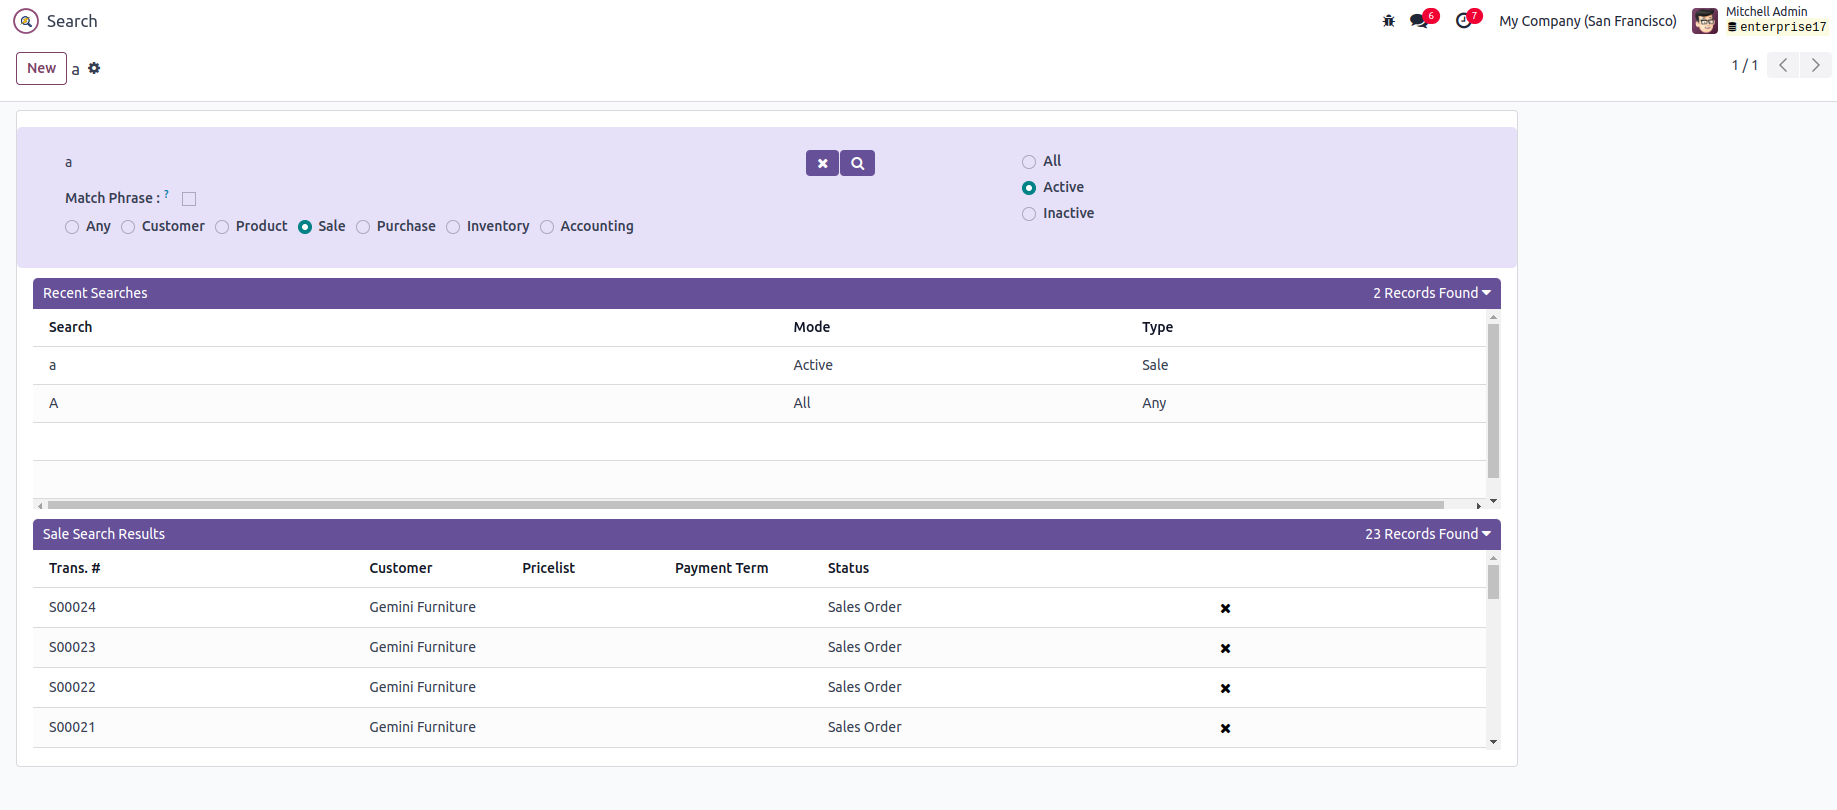 Search
6
7
My Company (San Francisco)
Mitchell Admin
enterprise17
New
a
1 / 1
a
Match Phrase : ?
Any Customer Product Sale Purchase Inventory Accounting
All
Active
Inactive
Recent Searches 2 Records Found
Search Mode Type
a Active Sale
A All Any
Sale Search Results 23 Records Found
Trans. # Customer Pricelist Payment Term Status
S00024 Gemini Furniture Sales Order
S00023 Gemini Furniture Sales Order
S00022 Gemini Furniture Sales Order
S00021 Gemini Furniture Sales Order